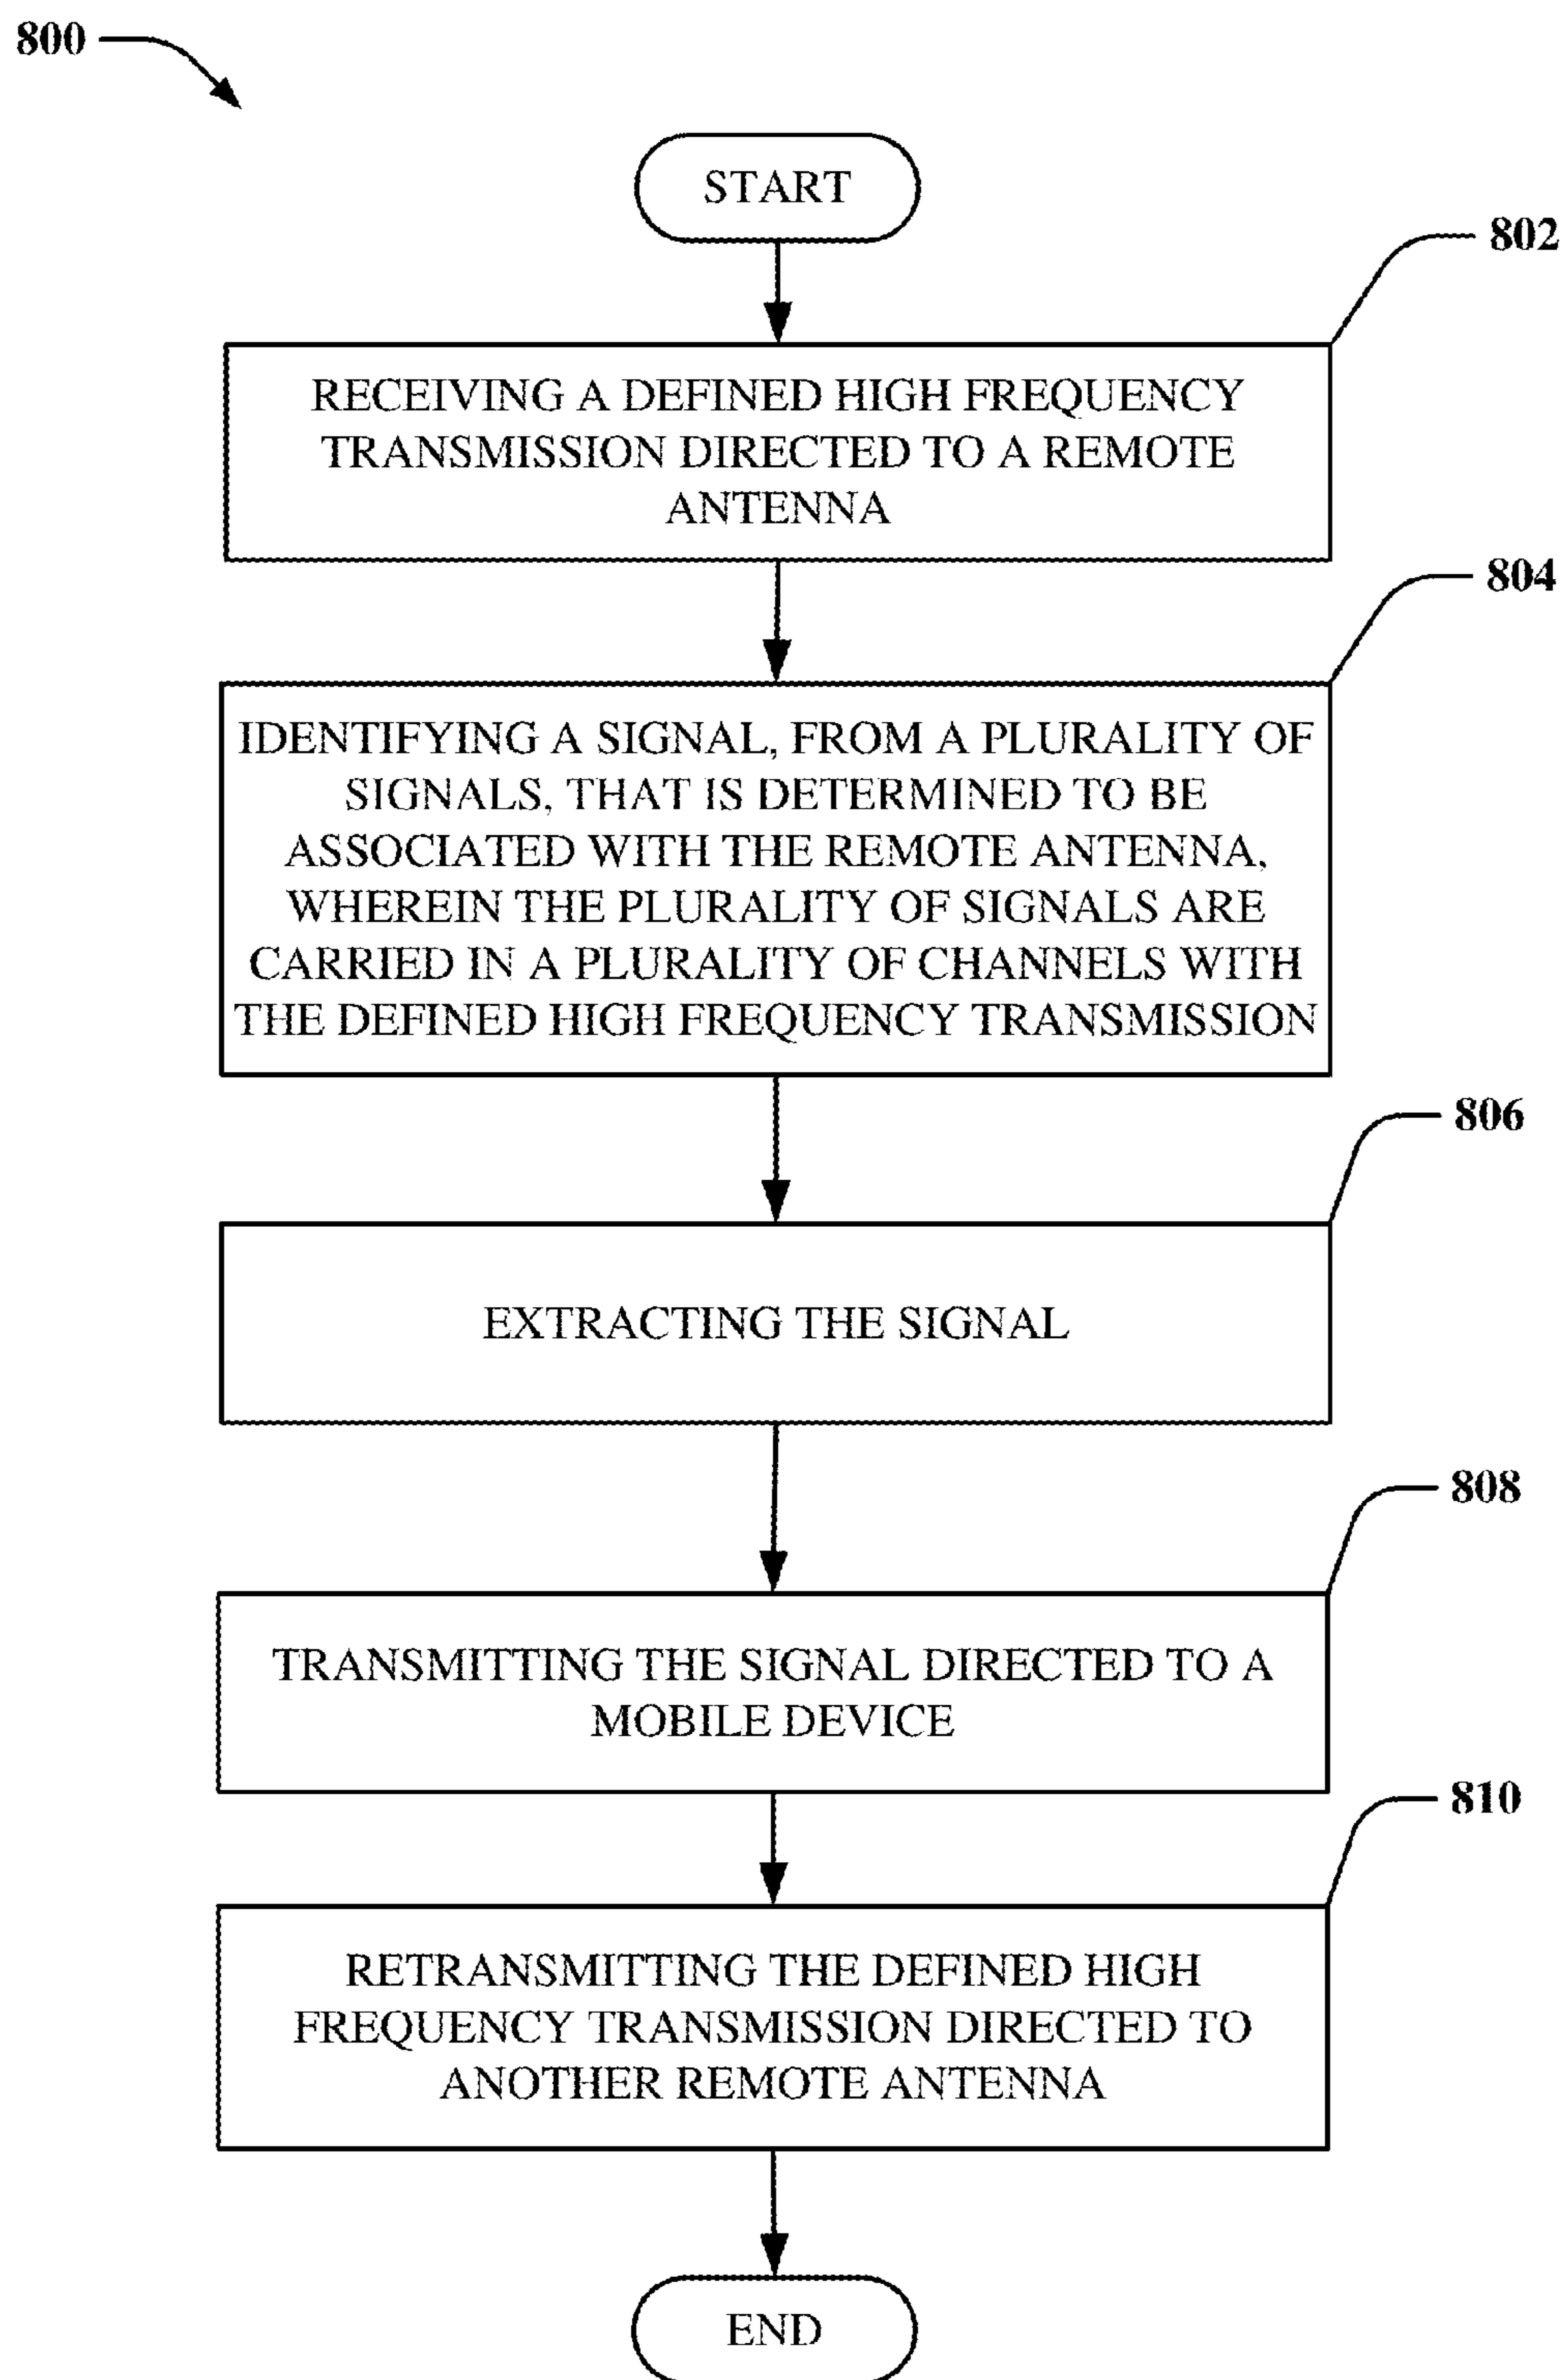 800
START
802
RECEIVING A DEFINED HIGH FREQUENCY
TRANSMISSION DIRECTED TO A REMOTE
ANTENNA
804
IDENTIFYING A SIGNAL, FROM A PLURALITY OF
SIGNALS, THAT IS DETERMINED TO BE
ASSOCIATED WITH THE REMOTE ANTENNA,
WHEREIN THE PLURALITY OF SIGNALS ARE
CARRIED IN A PLURALITY OF CHANNELS WITH
THE DEFINED HIGH FREQUENCY TRANSMISSION
806
EXTRACTING THE SIGNAL
808
TRANSMITTING THE SIGNAL DIRECTED TO A
MOBILE DEVICE
810
RETRANSMITTING THE DEFINED HIGH
FREQUENCY TRANSMISSION DIRECTED TO
ANOTHER REMOTE ANTENNA
END